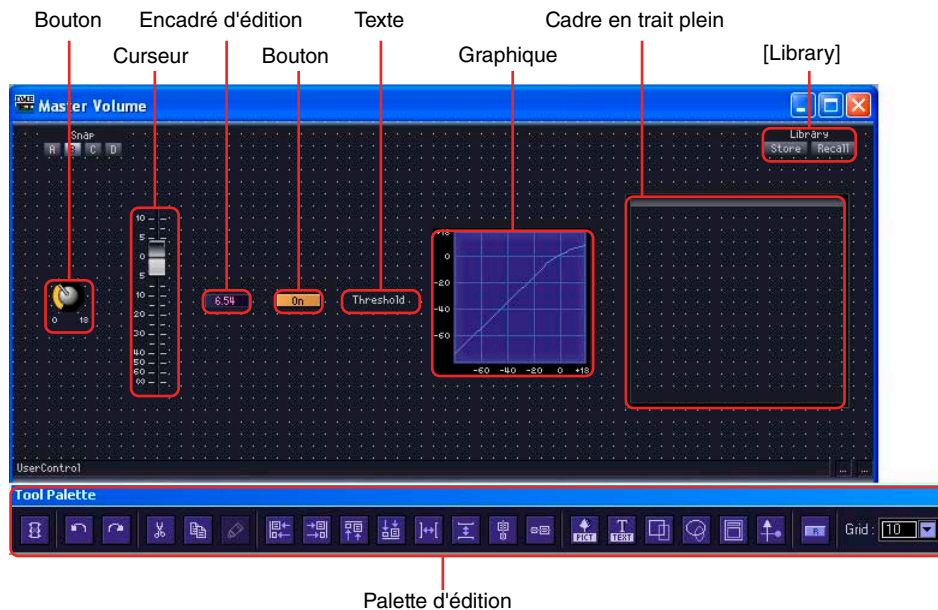 Bouton Encadré d'édition Texte Cadre en trait plein
Curseur Bouton Graphique [Library]
DME Master Volume
Snap
A B C D
Library
Store Recall
10
5
0
5
10
20
30
40
50
60
∞
0 18
6.54
On
Threshold
+18
0
-20
-40
-60
-60 -40 -20 0 +18
UserControl
... ...
Tool Palette
PICT
T
TEXT
R
Grid : 10
Palette d'édition